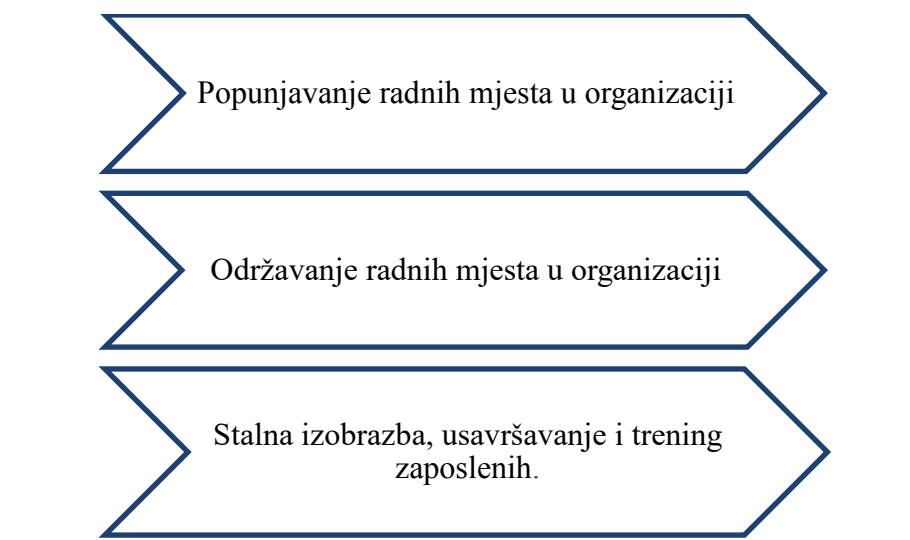 Popunjavanje radnih mjesta u organizaciji
Održavanje radnih mjesta u organizaciji
Stalna izobrazba, usavršavanje i trening
zaposlenih.